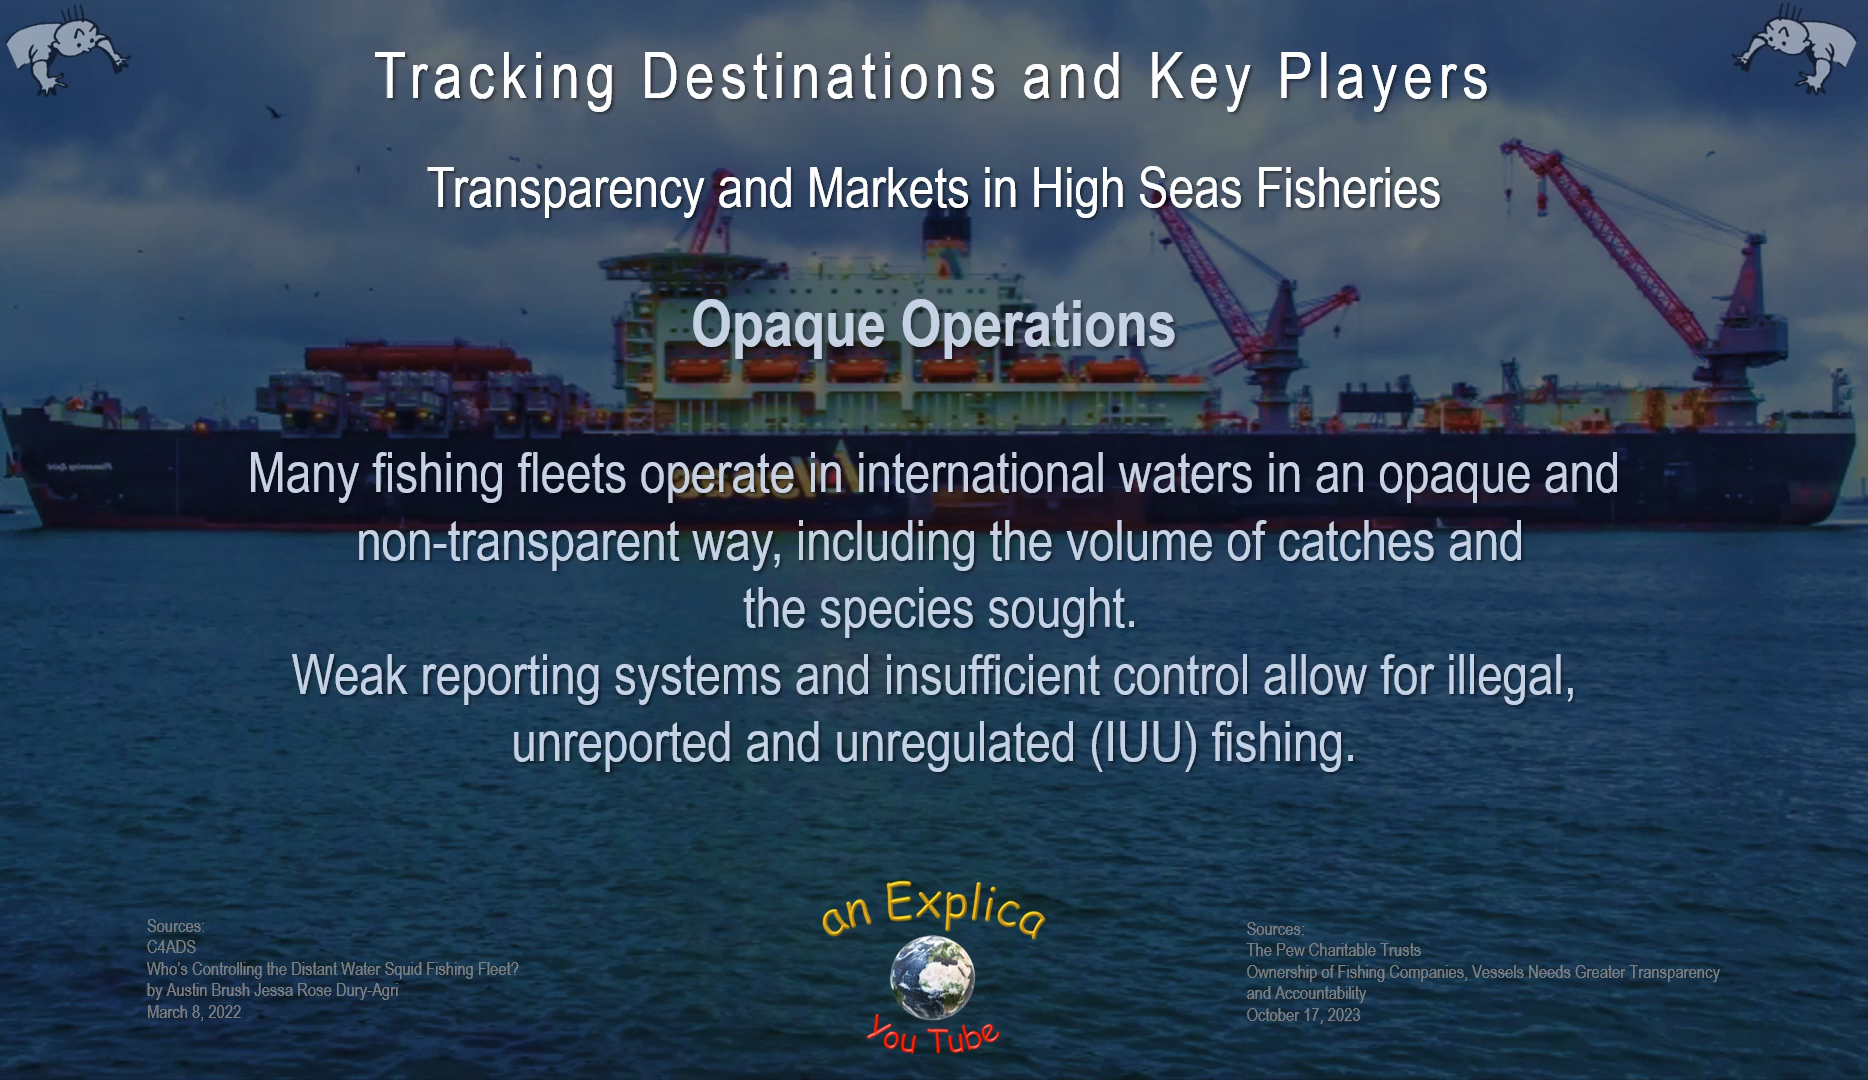 Tracking Destinations and Key Players
Transparency and Markets in High Seas Fisheries
Opaque Operations
Many fishing fleets operate in international waters in an opaque and
non-transparent way, including the volume of catches and
the species sought.
Weak reporting systems and insufficient control allow for illegal,
unreported and unregulated (IUU) fishing.
Sources:
C4ADS
Who's Controlling the Distant Water Squid Fishing Fleet?
by Austin Brush Jessa Rose Dury-Agri
March 8, 2022
an Explica
You Tube
Sources:
The Pew Charitable Trusts
Ownership of Fishing Companies, Vessels Needs Greater Transparency
and Accountability
October 17, 2023